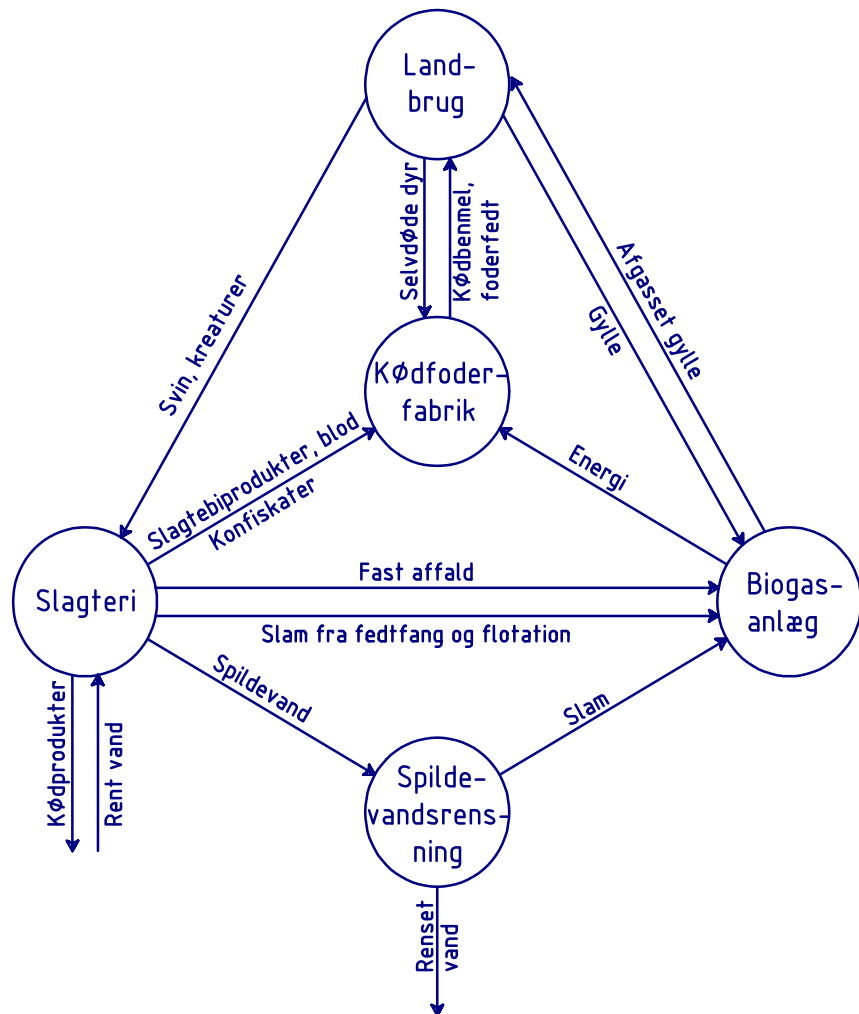 Land-
brug
Selvdøde dyr
Kødbenmel,
foderfedt
Svin, kreaturer
Afgasset gylle
Gylle
Kødfoder-
fabrik
Slagtebiprodukter, blod
Konfiskater
Energi
Slagteri
Fast affald
Slam fra fedtfang og flotation
Biogas-
anlæg
Spildevand
Slam
Kødprodukter
Rent vand
Spilde-
vandsrens-
ning
Renset
vand